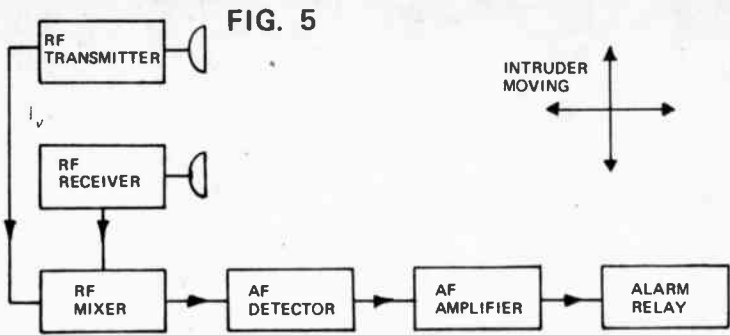 FIG. 5
RF
TRANSMITTER
INTRUDER
MOVING
RF
RECEIVER
RF
MIXER
AF
DETECTOR
AF
AMPLIFIER
ALARM
RELAY